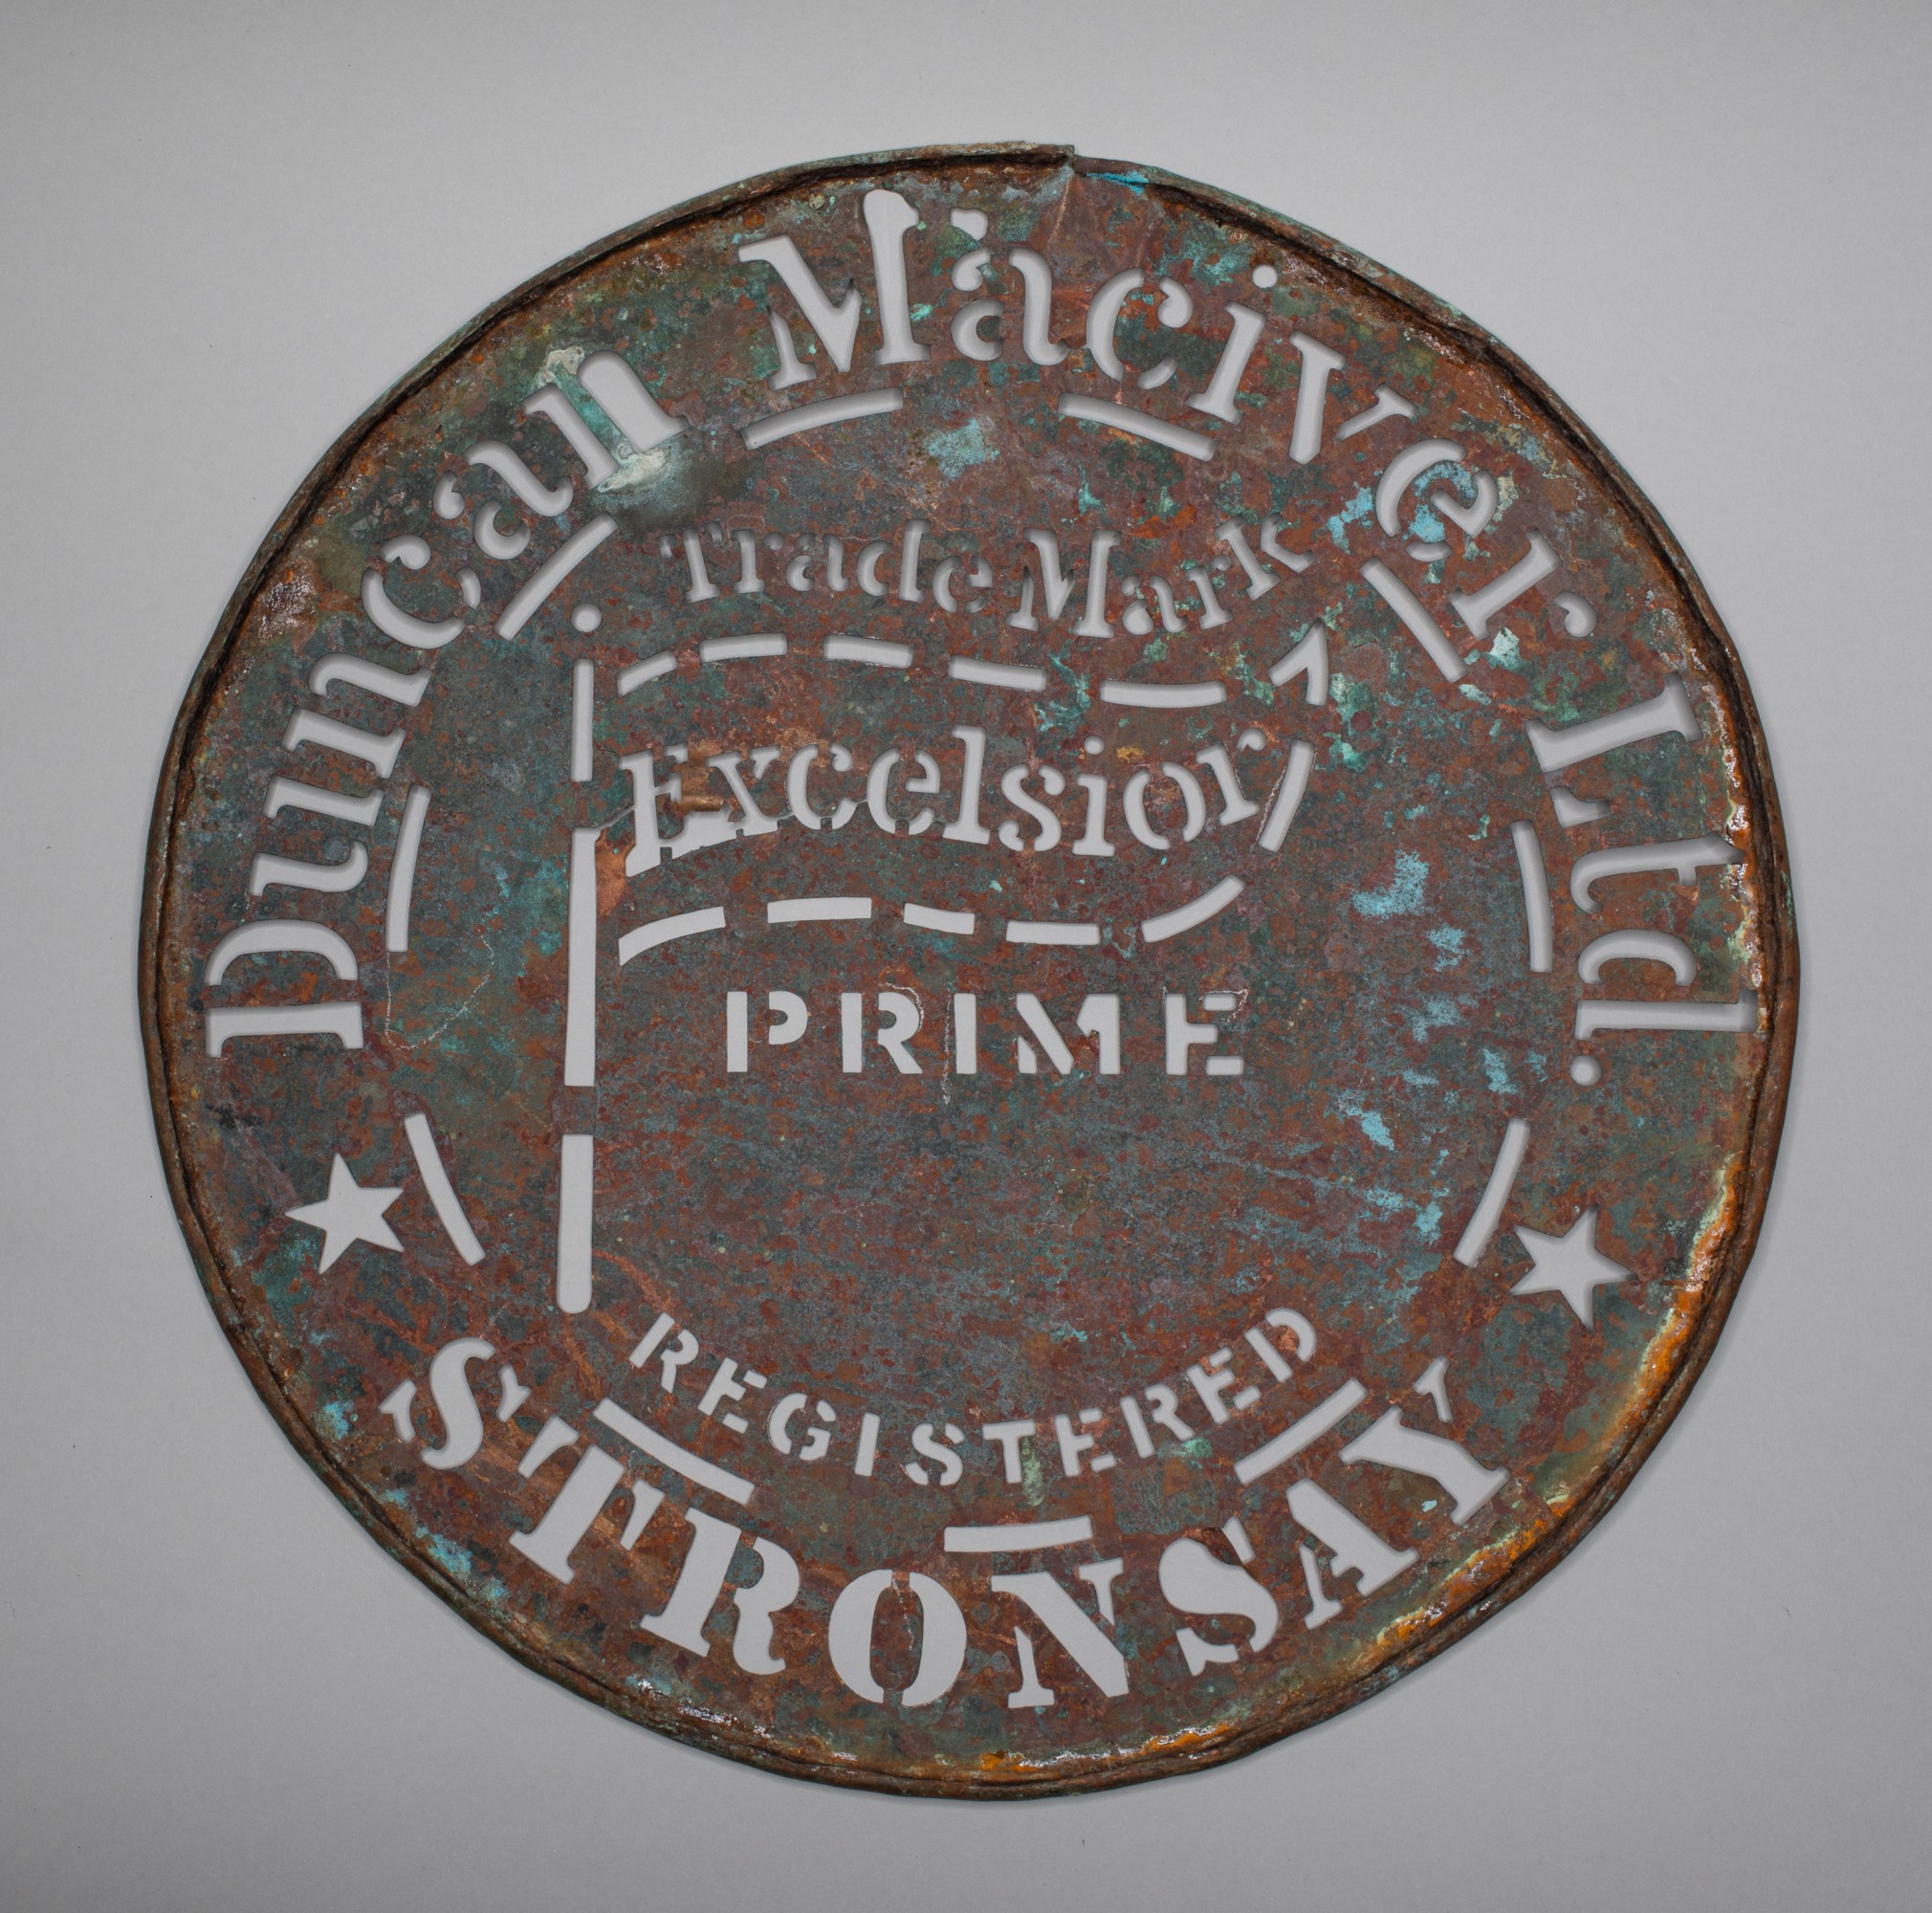 Duncan Maciver Ltd.
Trade Mark
Excelsior
PRIME
REGISTERED
STRONSAY